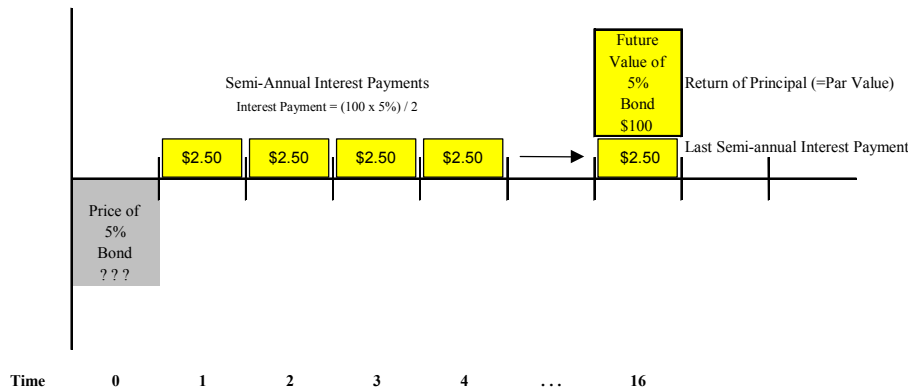 Future
Value of
5%
Bond
$100
Return of Principal (=Par Value)
Semi-Annual Interest Payments
Interest Payment = (100 x 5%) / 2
$2.50 $2.50 $2.50 $2.50 $2.50
Last Semi-annual Interest Payment
Price of
5%
Bond
? ? ?
Time 0 1 2 3 4 . . . 16